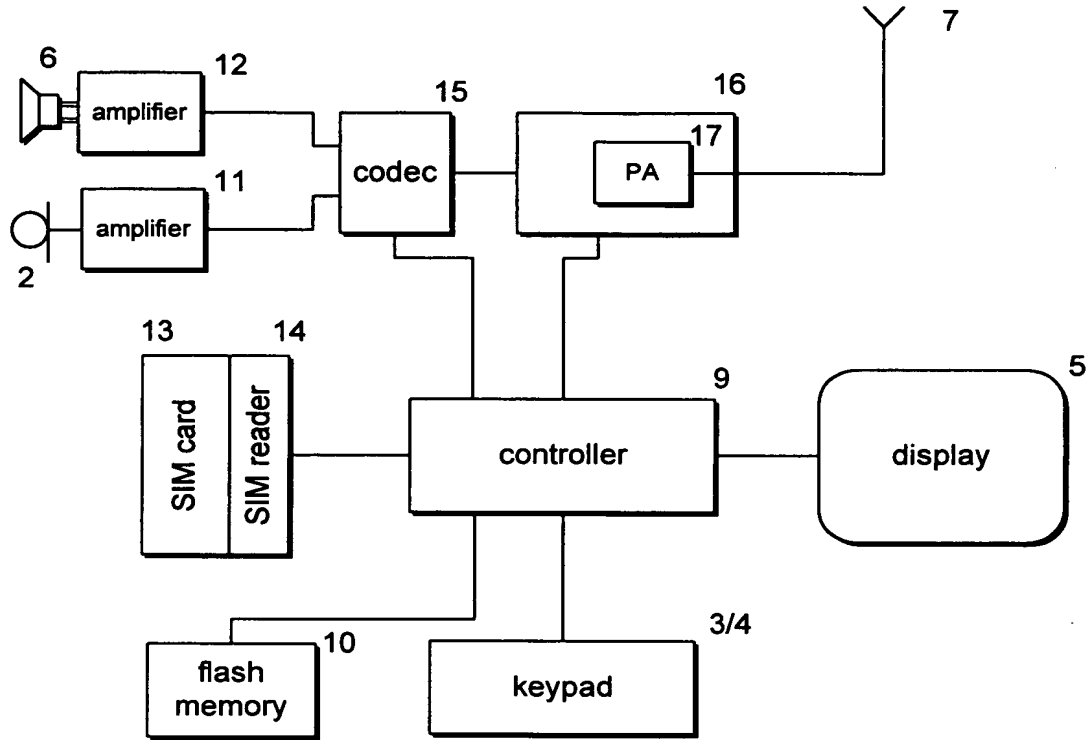 7
6
12
amplifier
15
codec
16
17
PA
11
amplifier
2
13
14
SIM card
SIM reader
9
controller
5
display
10
flash
memory
3/4
keypad